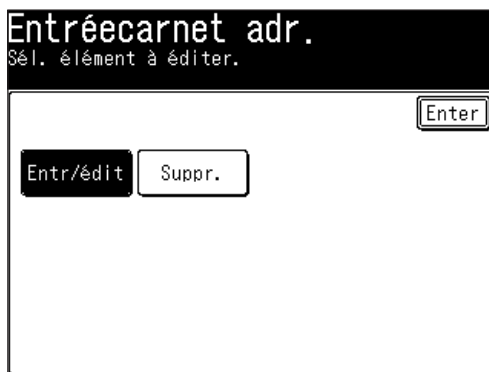 Entréecarnet adr.
Sél. élément à éditer.
Enter
Entr/édit Suppr.